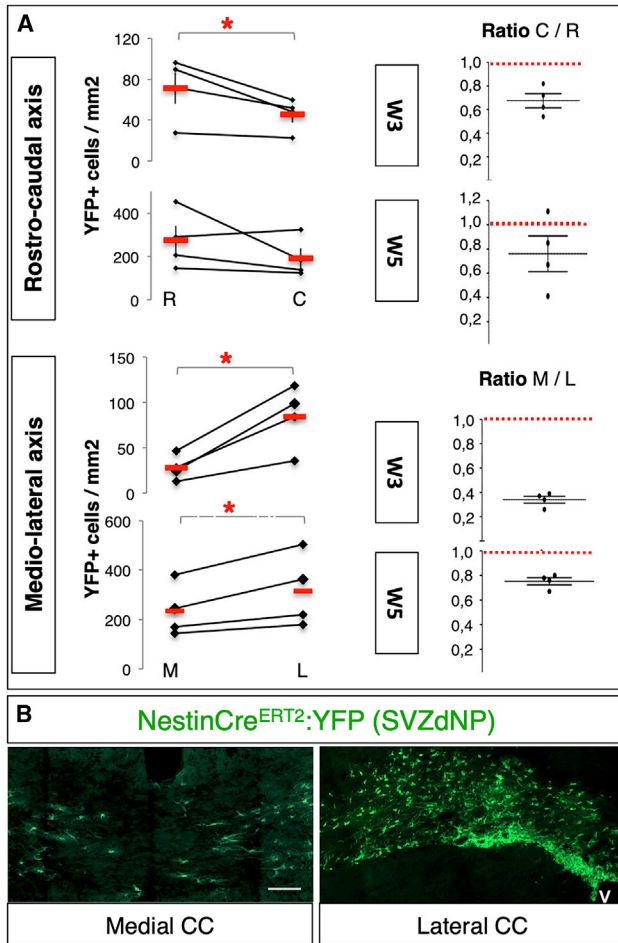 A
Rostro-caudal axis
YFP+ cells / mm2
120
80
40
0
*
W3
Ratio C / R
1,0
0,8
0,6
0,4
0,2
400
200
0
R
C
W5
1,2
1,0
0,8
0,6
0,4
0,2
Medio-lateral axis
YFP+ cells / mm2
150
100
50
0
*
W3
Ratio M / L
1,0
0,8
0,6
0,4
0,2
600
400
200
0
*
M
L
W5
1,0
0,8
0,6
0,4
0,2
B
NestinCreERT2:YFP (SVZdNP)
V
Medial CC
Lateral CC